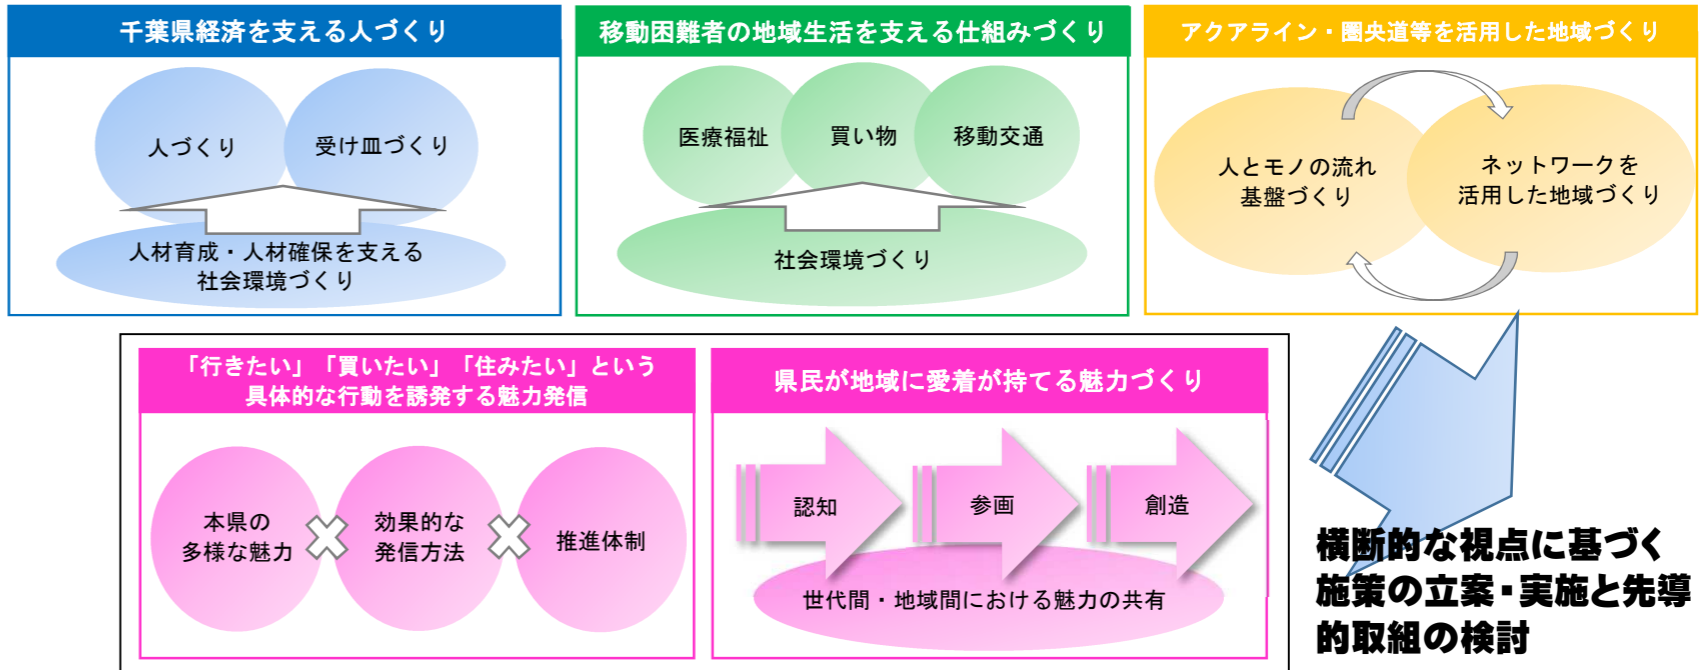 千葉県経済を支える人づくり
人づくり
受け皿づくり
人材育成・人材確保を支える
社会環境づくり
移動困難者の地域生活を支える仕組みづくり
医療福祉
買い物
移動交通
社会環境づくり
アクアライン・圏央道等を活用した地域づくり
人とモノの流れ
基盤づくり
ネットワークを
活用した地域づくり
「行きたい」「買いたい」「住みたい」という
具体的な行動を誘発する魅力発信
本県の
多様な魅力
効果的な
発信方法
推進体制
県民が地域に愛着が持てる魅力づくり
認知
参画
創造
世代間・地域間における魅力の共有
横断的な視点に基づく
施策の立案・実施と先導
的取組の検討